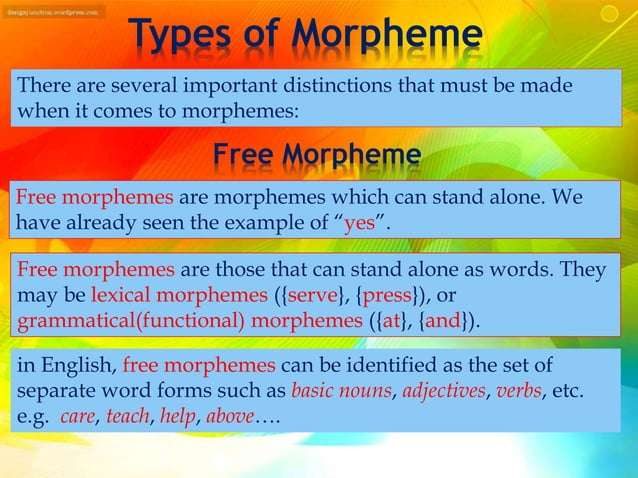 designjunction.wordpress.com
Types of Morpheme
There are several important distinctions that must be made
when it comes to morphemes:
Free Morpheme
Free morphemes are morphemes which can stand alone. We
have already seen the example of “yes”.
Free morphemes are those that can stand alone as words. They
may be lexical morphemes ({serve}, {press}), or
grammatical(functional) morphemes ({at}, {and}).
in English, free morphemes can be identified as the set of
separate word forms such as basic nouns, adjectives, verbs, etc.
e.g. care, teach, help, above….